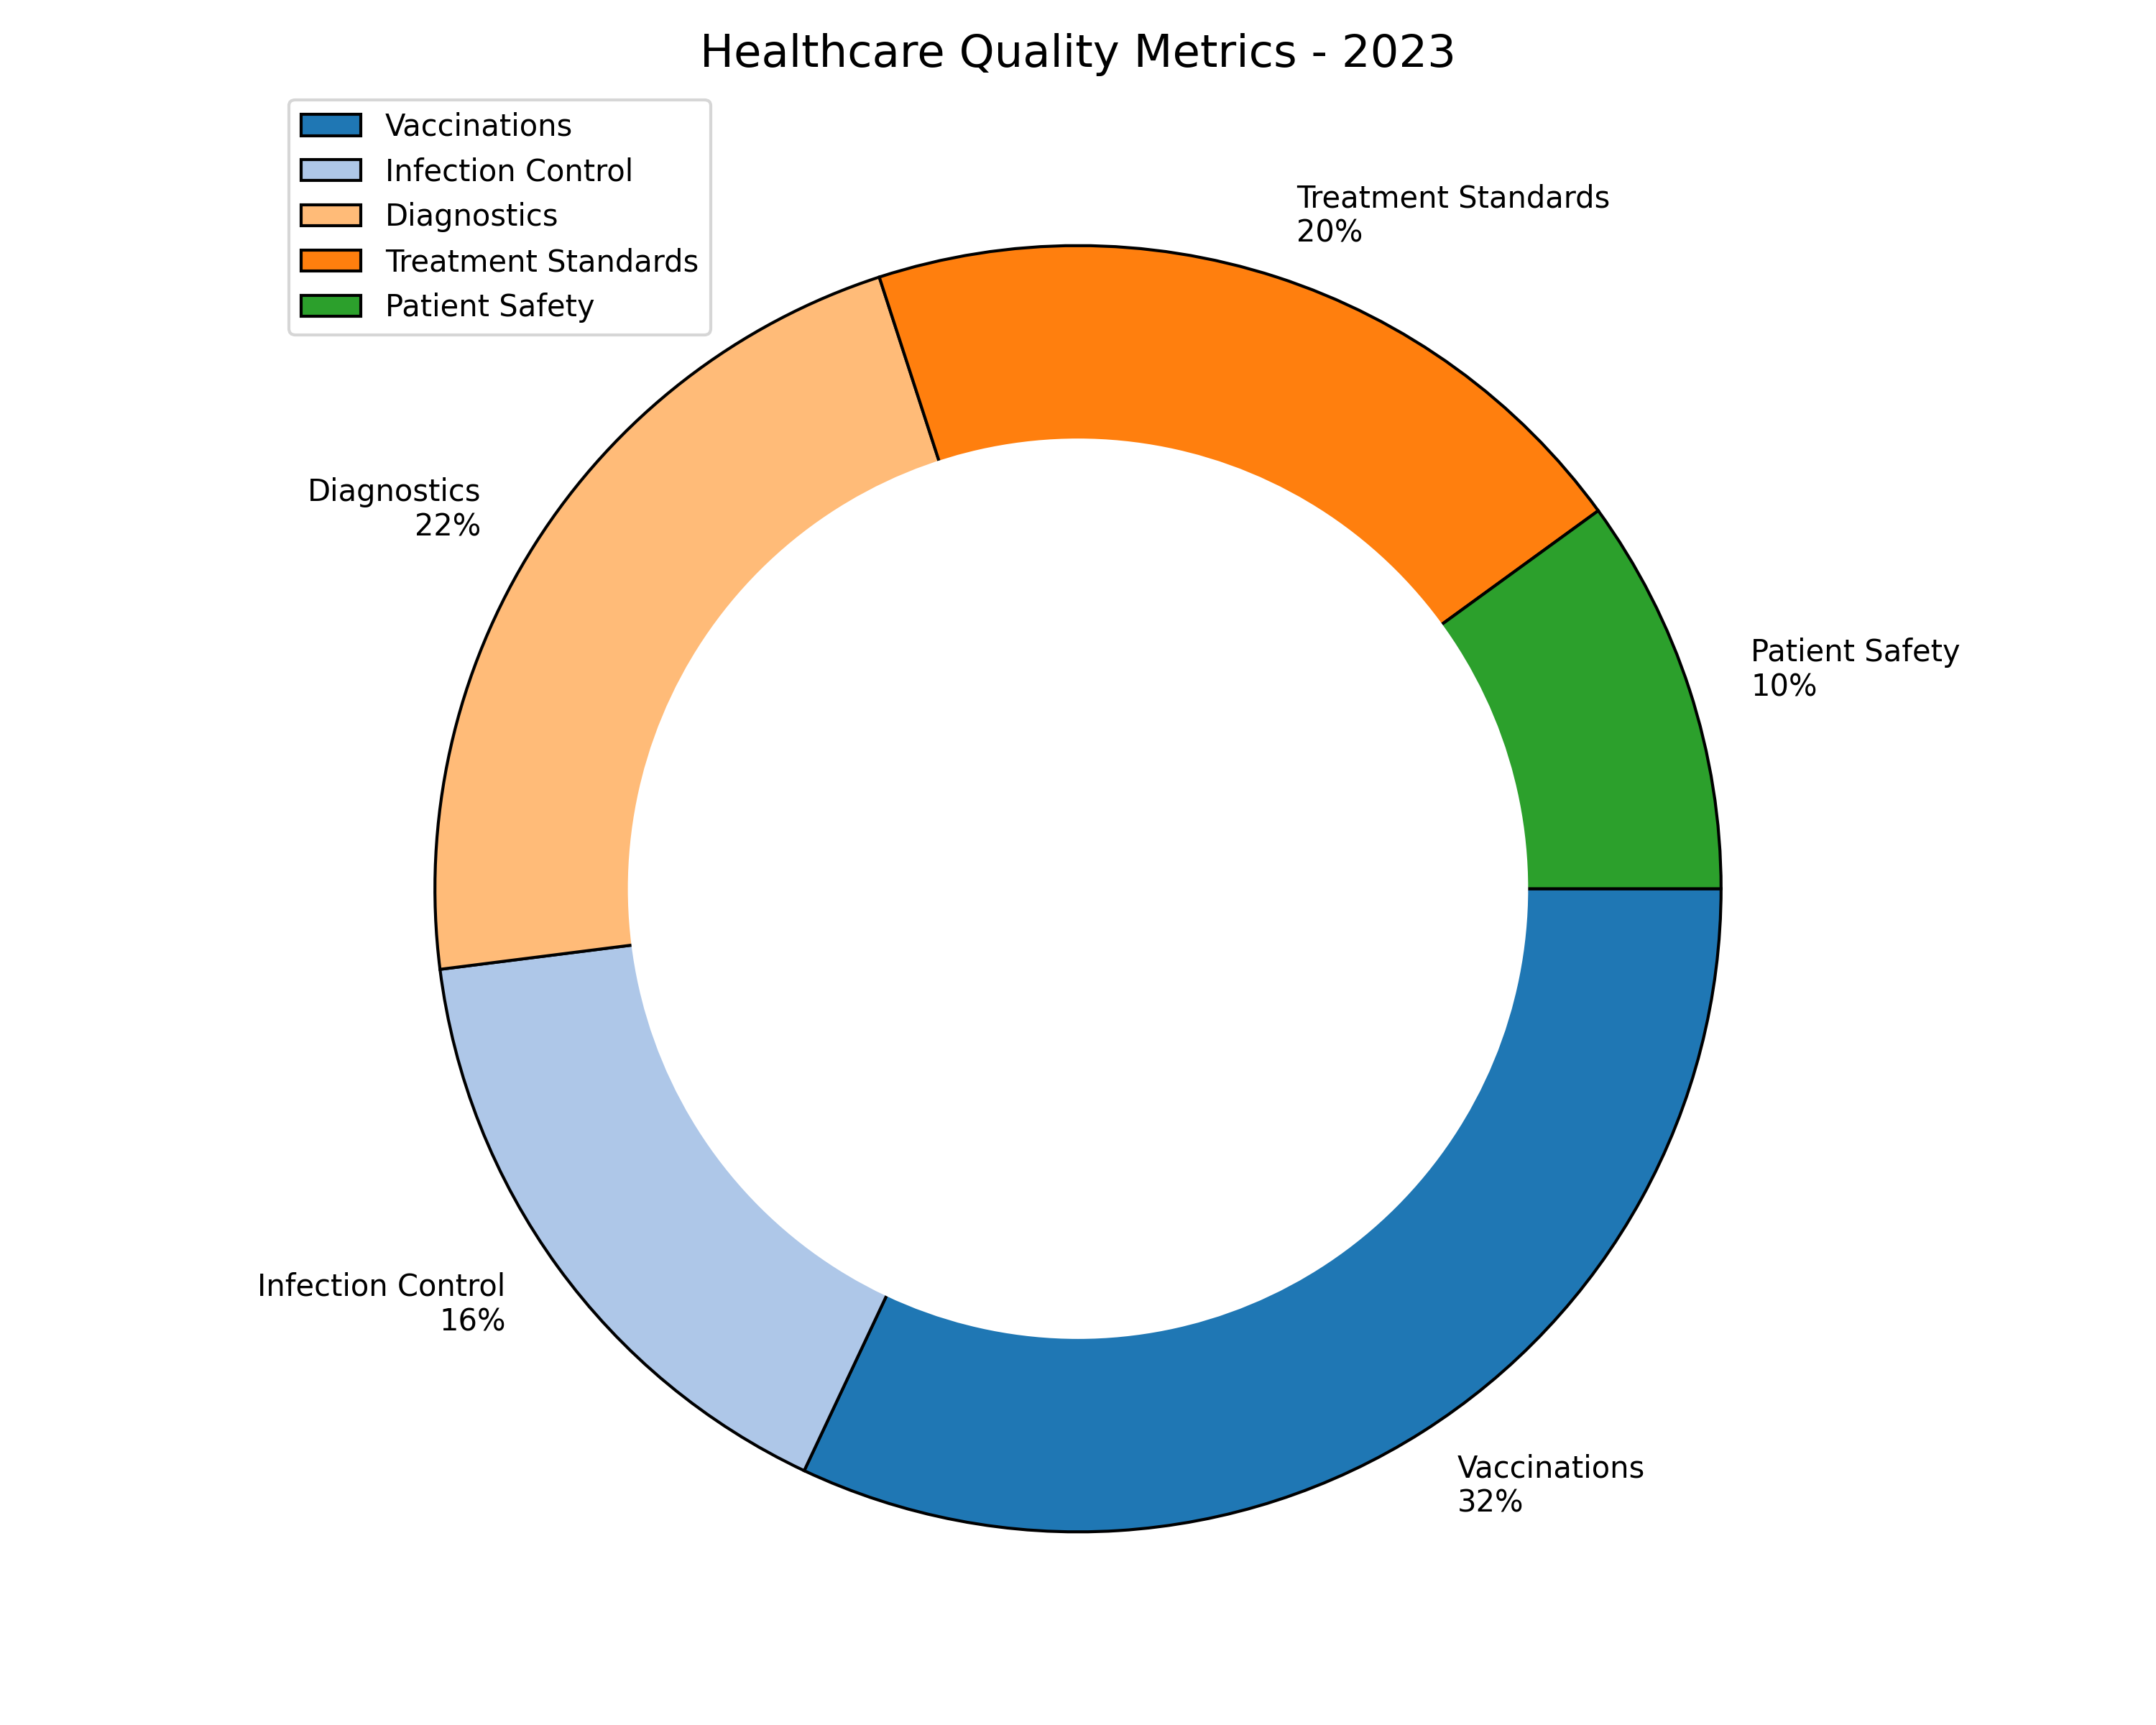 Healthcare Quality Metrics - 2023
Vaccinations
Infection Control
Diagnostics
Treatment Standards
Patient Safety
Treatment Standards
20%
Diagnostics
22%
Patient Safety
10%
Infection Control
16%
Vaccinations
32%